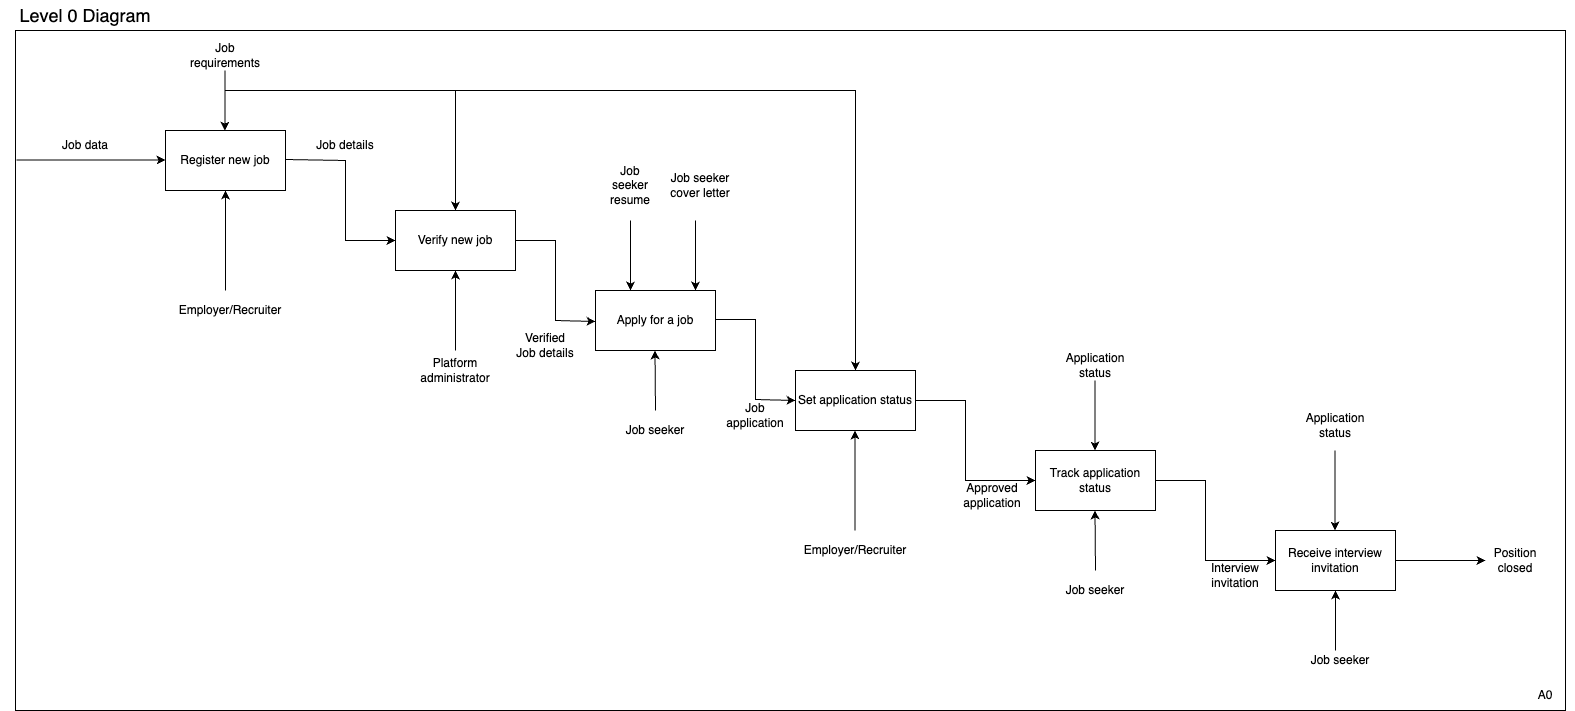 Level 0 Diagram
Job
requirements
Job data
Register new job
Job details
Employer/Recruiter
Verify new job
Platform
administrator
Verified
Job details
Job
seeker
resume
Job seeker
cover letter
Apply for a job
Job seeker
Job
application
Set application status
Employer/Recruiter
Approved
application
Application
status
Track application
status
Job seeker
Interview
invitation
Application
status
Receive interview
invitation
Job seeker
Position
closed
A0